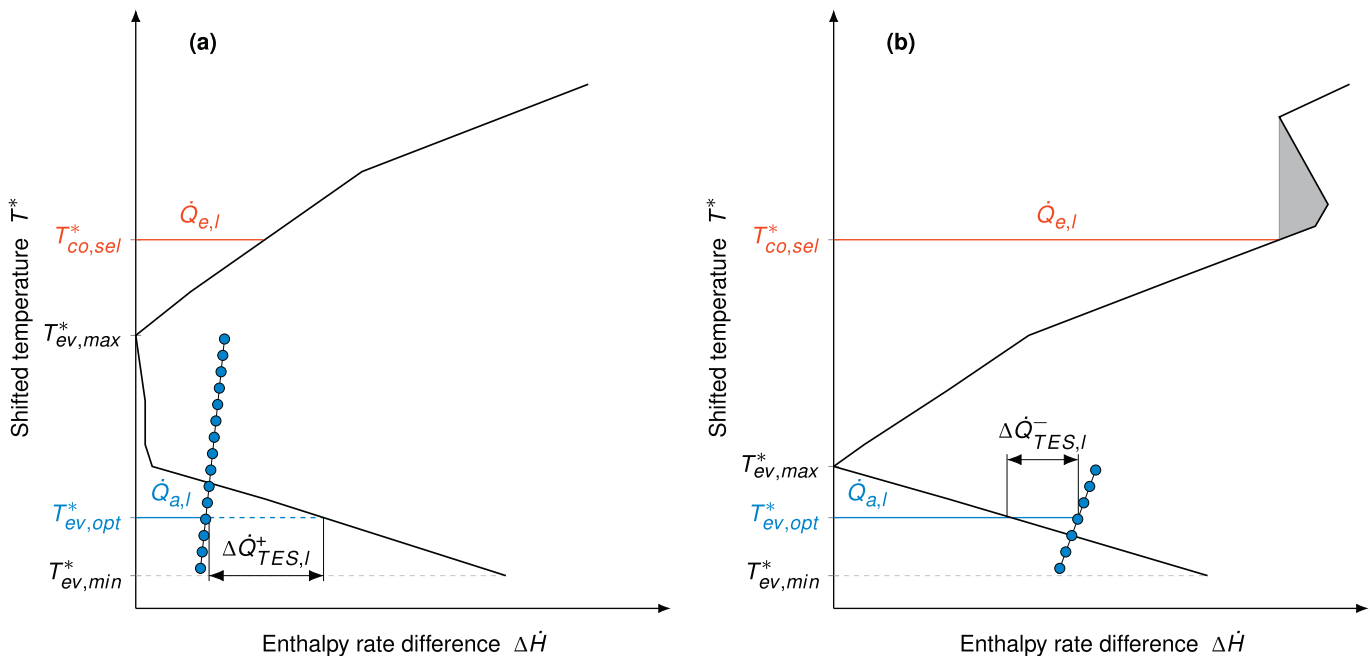 (a)
Shifted temperature T*
Q̇e,l
T*co,sel
T*ev,max
Q̇a,l
T*ev,opt
ΔQ̇+TES,l
T*ev,min
Enthalpy rate difference ΔḢ
(b)
Shifted temperature T*
Q̇e,l
T*co,sel
ΔQ̇−TES,l
T*ev,max
Q̇a,l
T*ev,opt
T*ev,min
Enthalpy rate difference ΔḢ